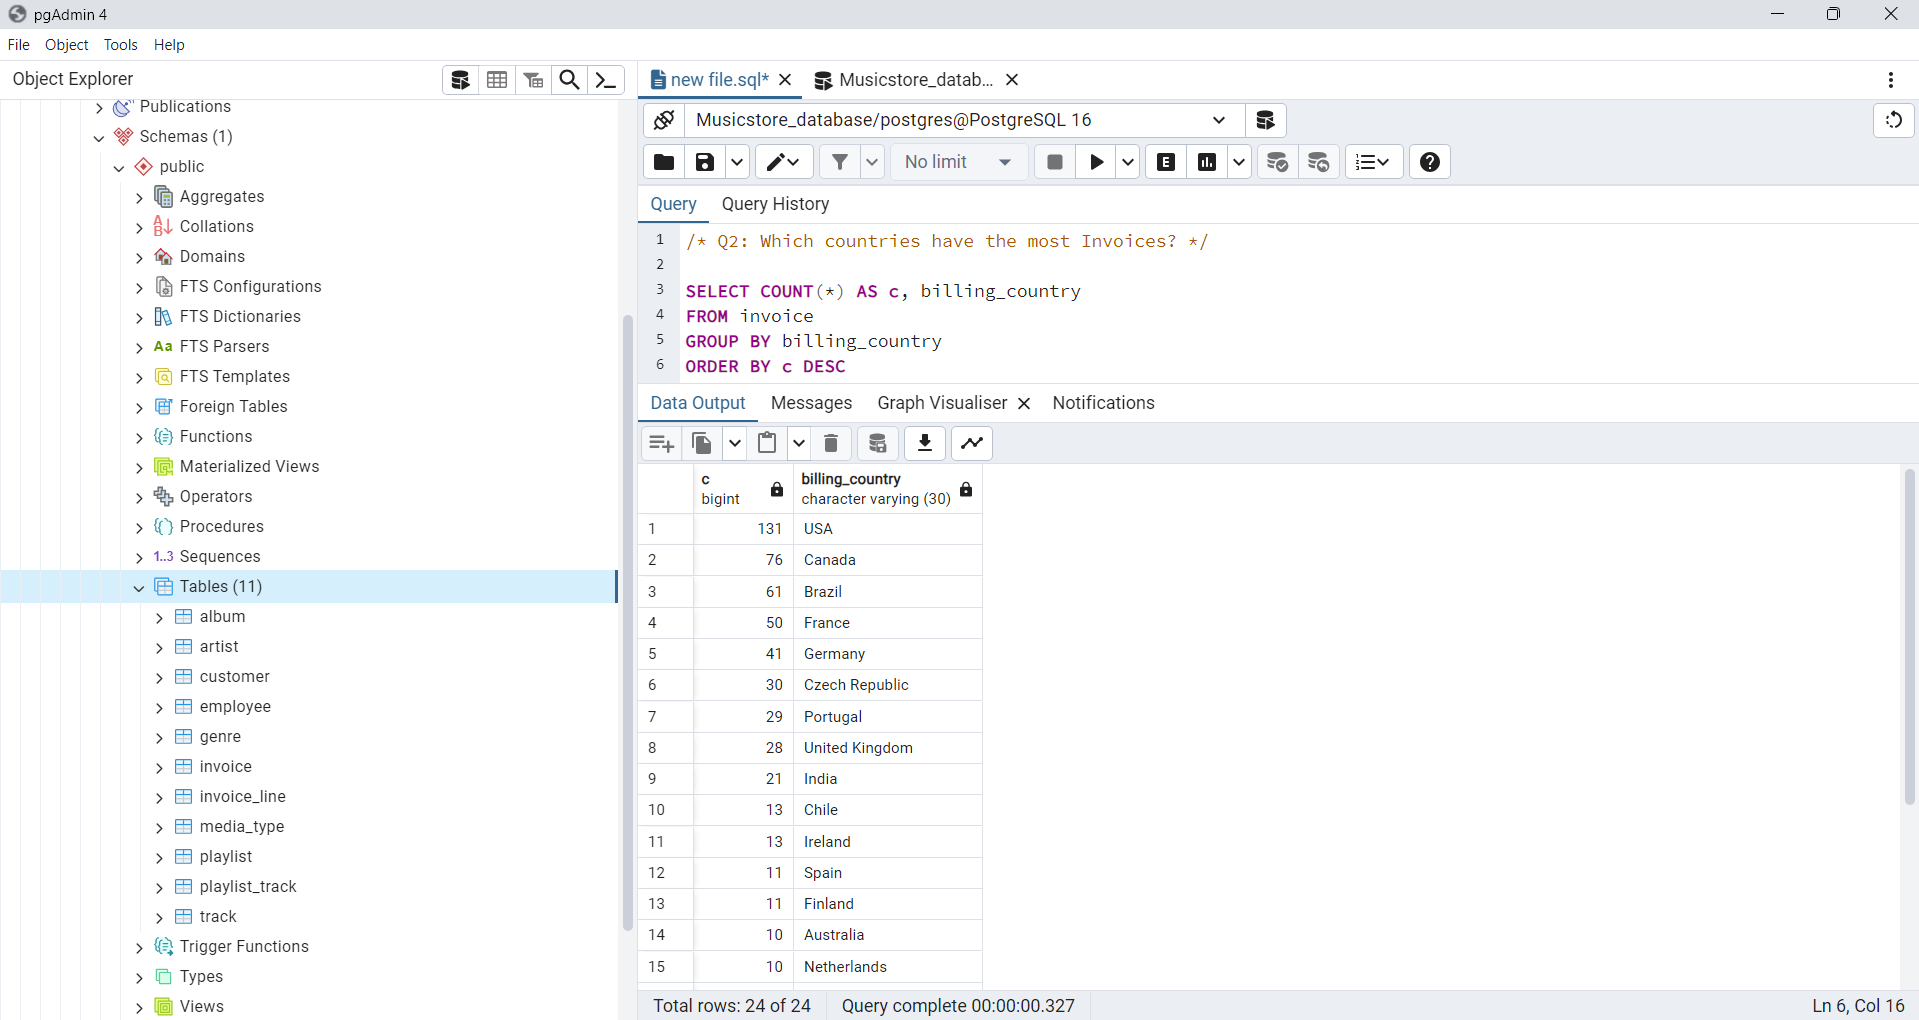 pgAdmin 4
File Object Tools Help
Object Explorer
Publications
Schemas (1)
public
Aggregates
Collations
Domains
FTS Configurations
FTS Dictionaries
Aa FTS Parsers
FTS Templates
Foreign Tables
Functions
Materialized Views
Operators
Procedures
1..3 Sequences
Tables (11)
album
artist
customer
employee
genre
invoice
invoice_line
media_type
playlist
playlist_track
track
Trigger Functions
Types
Views
new file.sql* Musicstore_datab...
Musicstore_database/postgres@PostgreSQL 16
No limit E
Query Query History
1 /* Q2: Which countries have the most Invoices? */
2
3 SELECT COUNT(*) AS c, billing_country
4 FROM invoice
5 GROUP BY billing_country
6 ORDER BY c DESC
Data Output Messages Graph Visualiser Notifications
c billing_country
bigint character varying (30)
1 131 USA
2 76 Canada
3 61 Brazil
4 50 France
5 41 Germany
6 30 Czech Republic
7 29 Portugal
8 28 United Kingdom
9 21 India
10 13 Chile
11 13 Ireland
12 11 Spain
13 11 Finland
14 10 Australia
15 10 Netherlands
Total rows: 24 of 24 Query complete 00:00:00.327 Ln 6, Col 16